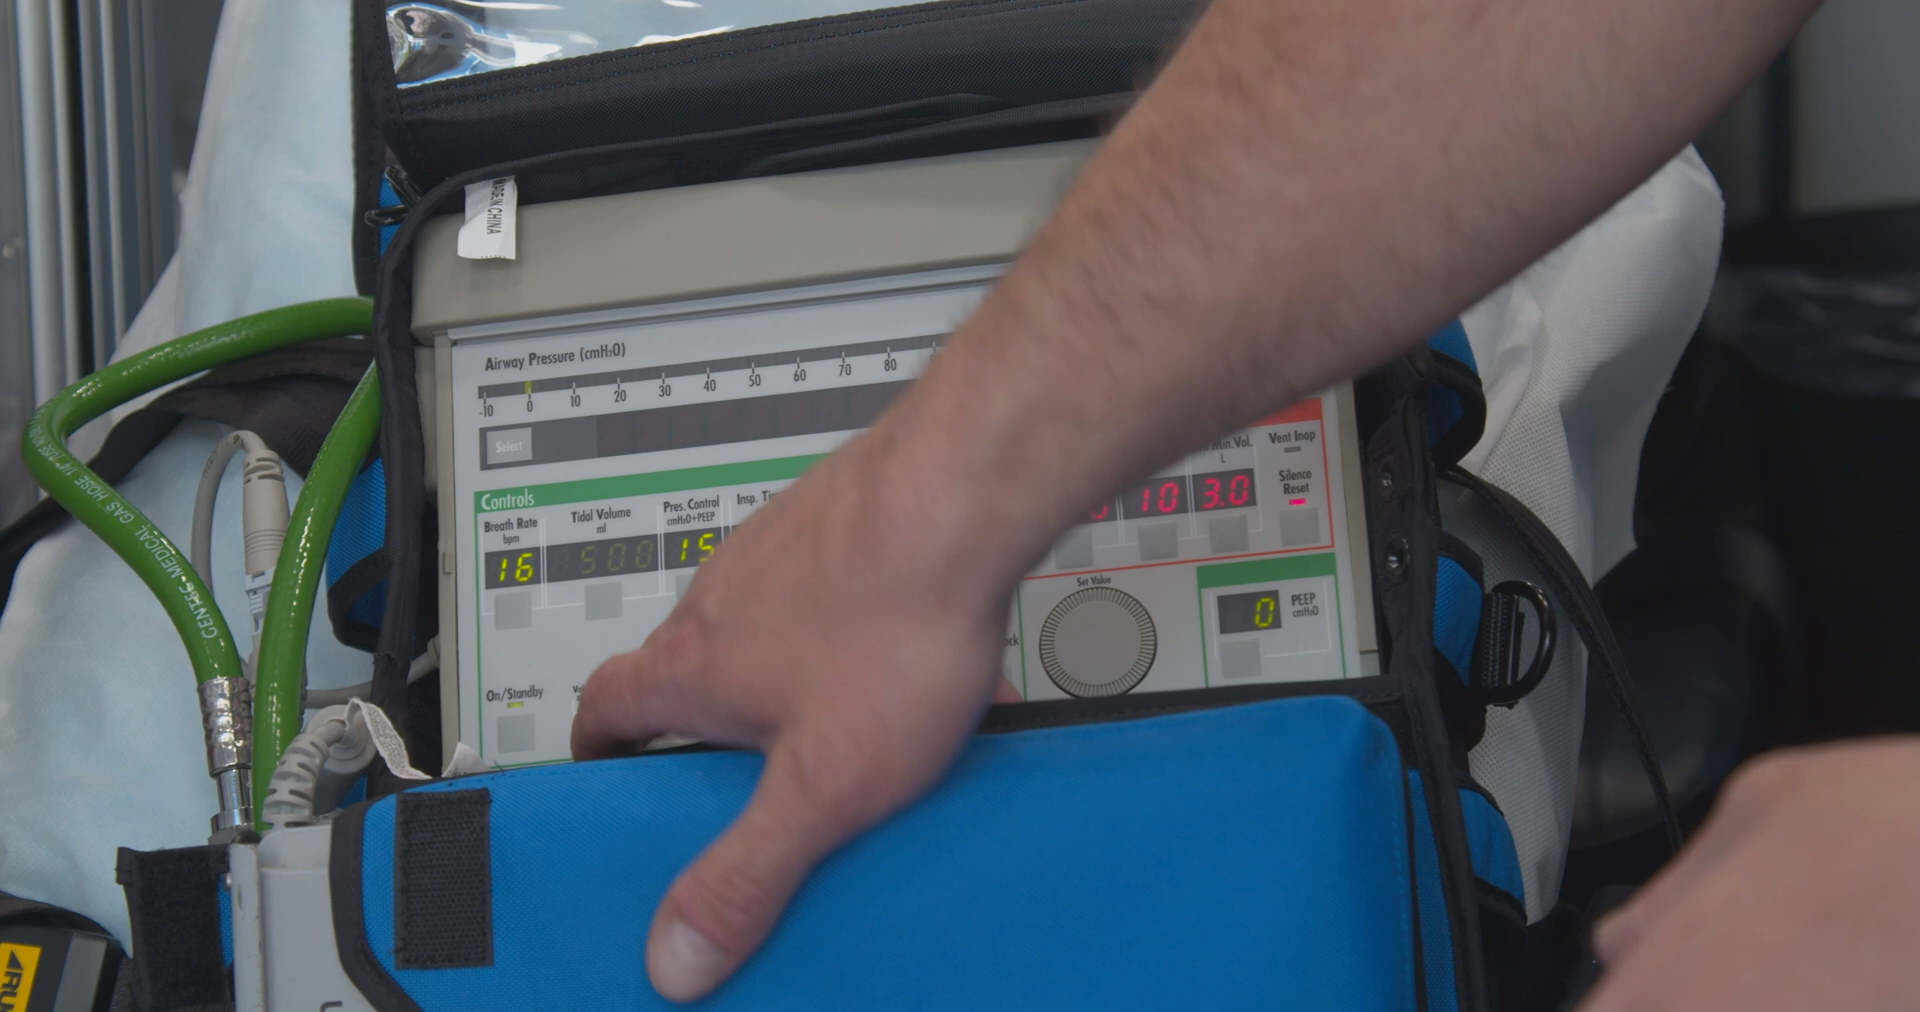 MADE IN CHINA
Airway Pressure (cmH₂O)
-10 0 10 20 30 40 50 60 70 80
Select
Controls
Breath Rate
bpm
Tidal Volume
ml
Pres. Control
cmH₂O+PEEP
Insp.
16
500
15
Min.Vol.
L
Vent Inop
10
3.0
Silence
Reset
Set Value
0
PEEP
cmH₂O
On/Standby
GENTEC-MEDICAL GAS HOSE